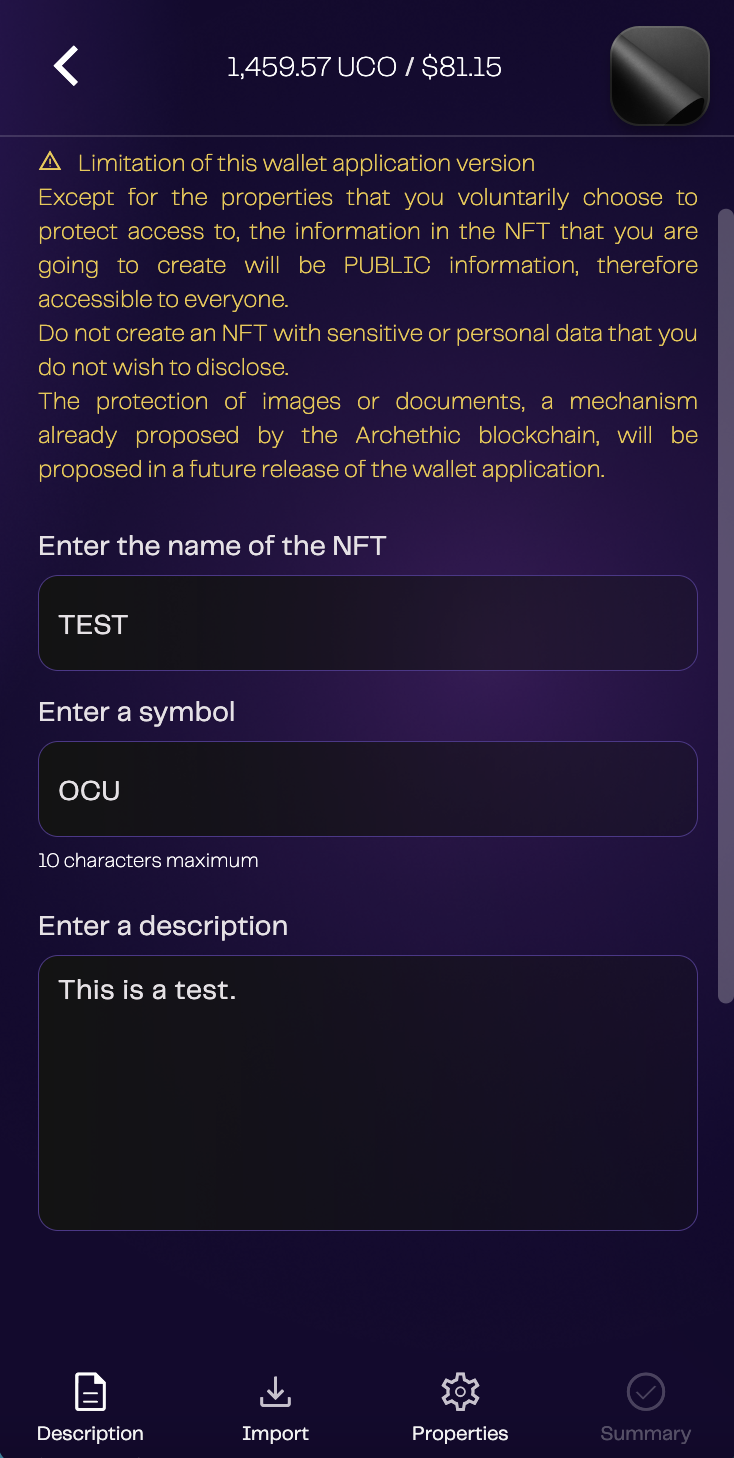 1,459.57 UCO / $81.15
Limitation of this wallet application version
Except for the properties that you voluntarily choose to
protect access to, the information in the NFT that you are
going to create will be PUBLIC information, therefore
accessible to everyone.
Do not create an NFT with sensitive or personal data that you
do not wish to disclose.
The protection of images or documents, a mechanism
already proposed by the Archethic blockchain, will be
proposed in a future release of the wallet application.
Enter the name of the NFT
TEST
Enter a symbol
OCU
10 characters maximum
Enter a description
This is a test.
Description Import Properties Summary